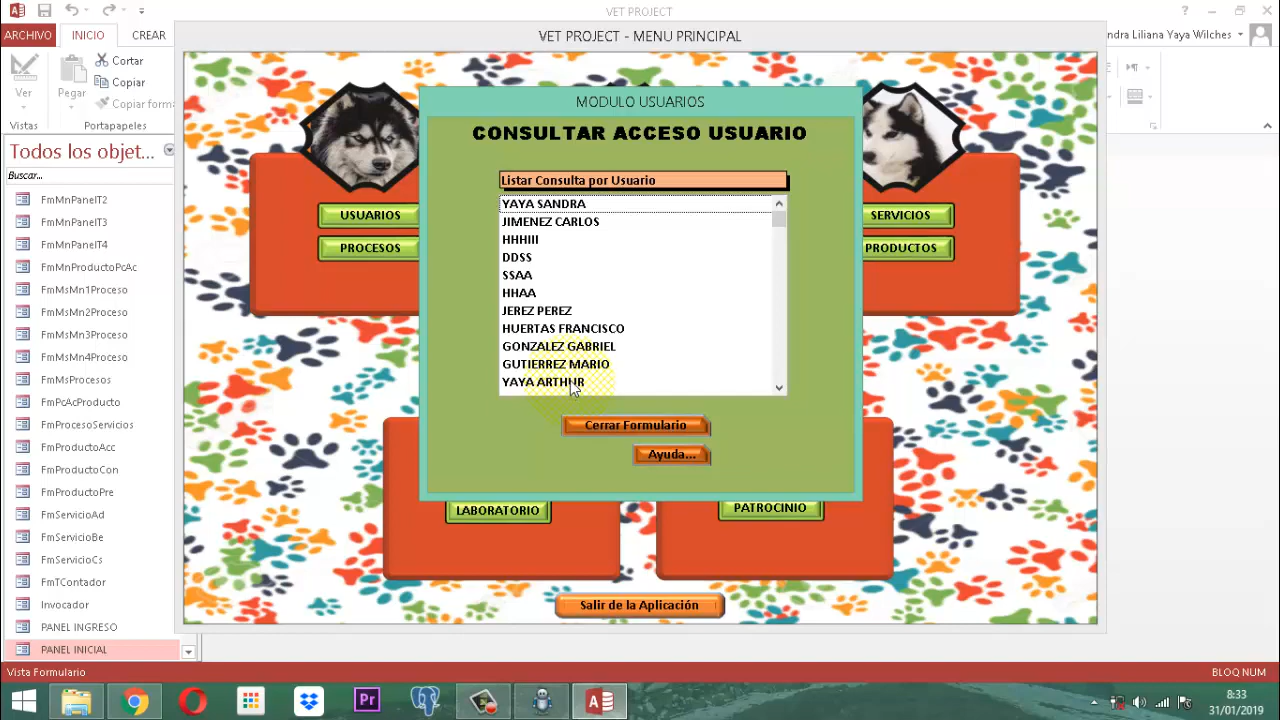 VET PROJECT
ARCHIVO INICIO CREAR
ndra Liliana Yaya Wilches
Cortar
Copiar
Copiar forma
Ver
Pegar
Vistas
Portapapeles
Todos los objet...
Buscar...
FmMnPanelT2
FmMnPanelT3
FmMnPanelT4
FmMnProductoPcAc
FmMsMn1Proceso
FmMsMn2Proceso
FmMsMn3Proceso
FmMsMn4Proceso
FmMsProcesos
FmPcAcProducto
FmProcesoServicios
FmProductoAcc
FmProductoCon
FmProductoPre
FmServicioAd
FmServicioBe
FmServicioCs
FmTContador
Invocador
PANEL INGRESO
PANEL INICIAL
VET PROJECT - MENU PRINCIPAL
USUARIOS
PROCESOS
SERVICIOS
PRODUCTOS
MODULO USUARIOS
CONSULTAR ACCESO USUARIO
Listar Consulta por Usuario
YAYA SANDRA
JIMENEZ CARLOS
HHHIII
DDSS
SSAA
HHAA
JEREZ PEREZ
HUERTAS FRANCISCO
GONZALEZ GABRIEL
GUTIERREZ MARIO
YAYA ARTHUR
Cerrar Formulario
Ayuda...
LABORATORIO
PATROCINIO
Salir de la Aplicación
Vista Formulario
BLOQ NUM
Pr
8:33
31/01/2019